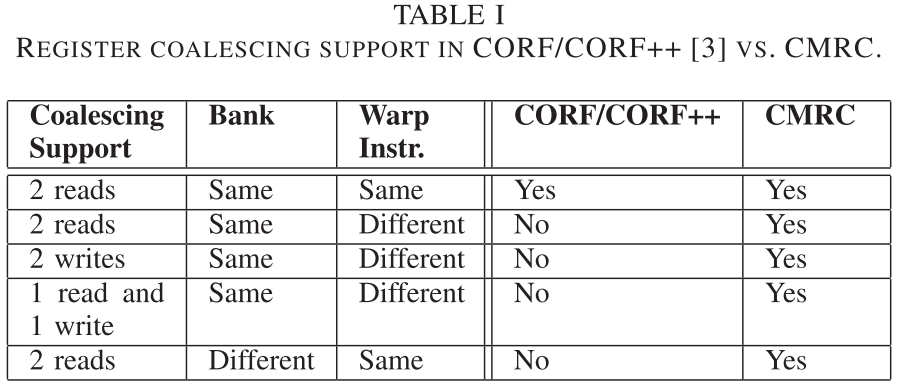 TABLE I
REGISTER COALESCING SUPPORT IN CORF/CORF++ [3] VS. CMRC.
Coalescing Support | Bank | Warp Instr. | CORF/CORF++ | CMRC
2 reads | Same | Same | Yes | Yes
2 reads | Same | Different | No | Yes
2 writes | Same | Different | No | Yes
1 read and 1 write | Same | Different | No | Yes
2 reads | Different | Same | No | Yes